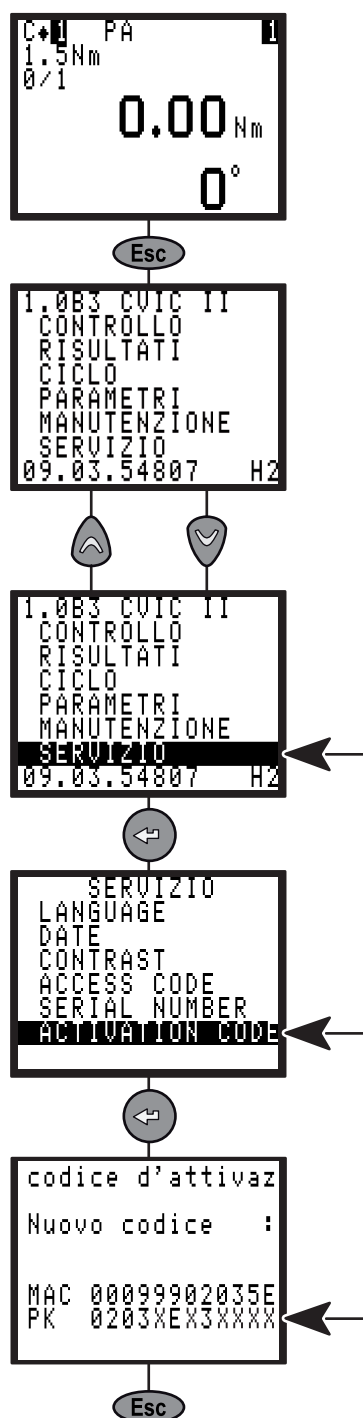 C♦1 PA 1
1.5Nm
0/1
0.00 Nm
0°
Esc
1.0B3 CVIC II
CONTROLLO
RISULTATI
CICLO
PARAMETRI
MANUTENZIONE
SERVIZIO
09.03.54807 H2
1.0B3 CVIC II
CONTROLLO
RISULTATI
CICLO
PARAMETRI
MANUTENZIONE
SERVIZIO
09.03.54807 H2
SERVIZIO
LANGUAGE
DATE
CONTRAST
ACCESS CODE
SERIAL NUMBER
ACTIVATION CODE
codice d'attivaz
Nuovo codice :
MAC 00099902035E
PK 0203XEX3XXXX
Esc